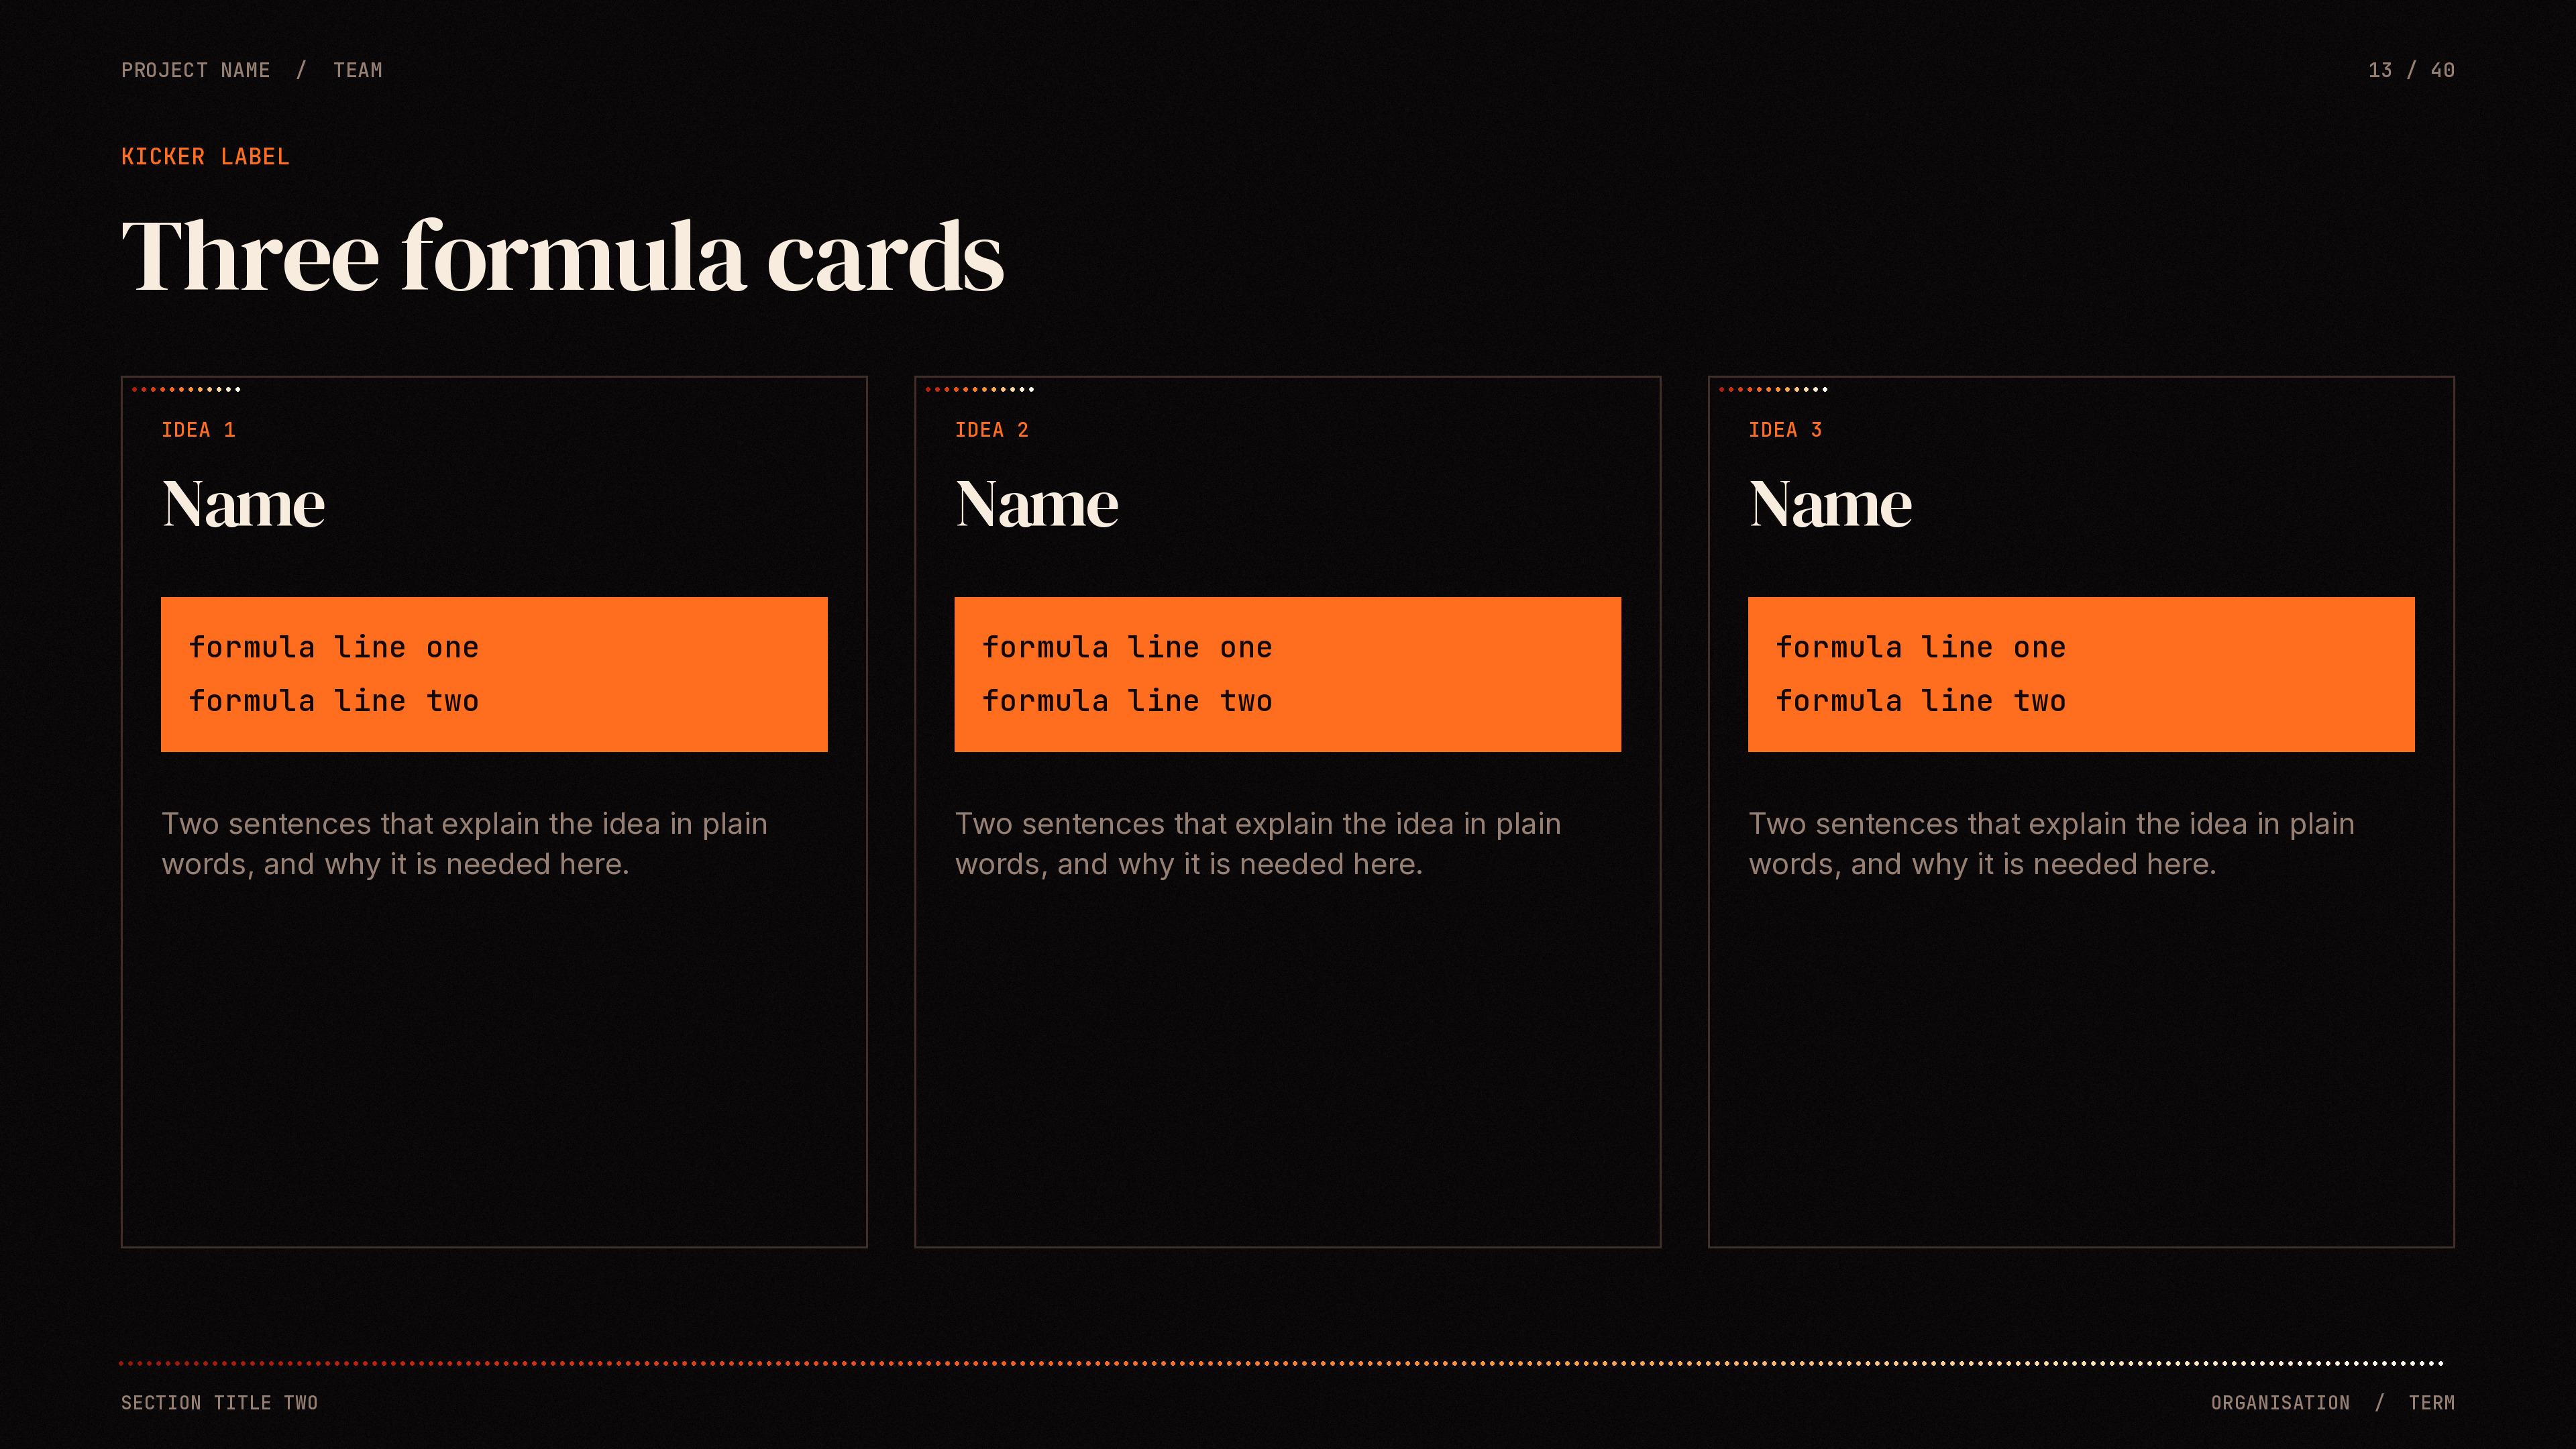 PROJECT NAME / TEAM
13 / 40
KICKER LABEL
Three formula cards
IDEA 1
Name
formula line one
formula line two
Two sentences that explain the idea in plain
words, and why it is needed here.
IDEA 2
Name
formula line one
formula line two
Two sentences that explain the idea in plain
words, and why it is needed here.
IDEA 3
Name
formula line one
formula line two
Two sentences that explain the idea in plain
words, and why it is needed here.
SECTION TITLE TWO
ORGANISATION / TERM